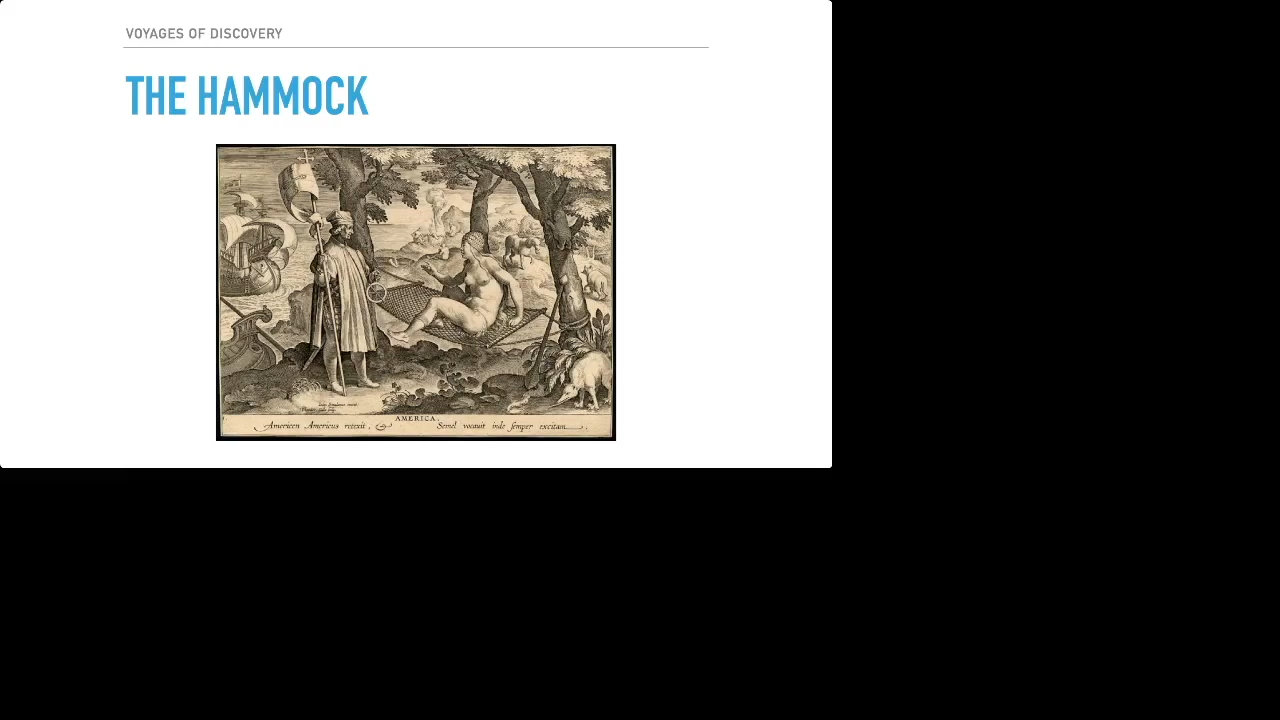 VOYAGES OF DISCOVERY
THE HAMMOCK
AMERICA.
Americen Americus retexit,
Semel vocauit inde semper excitam